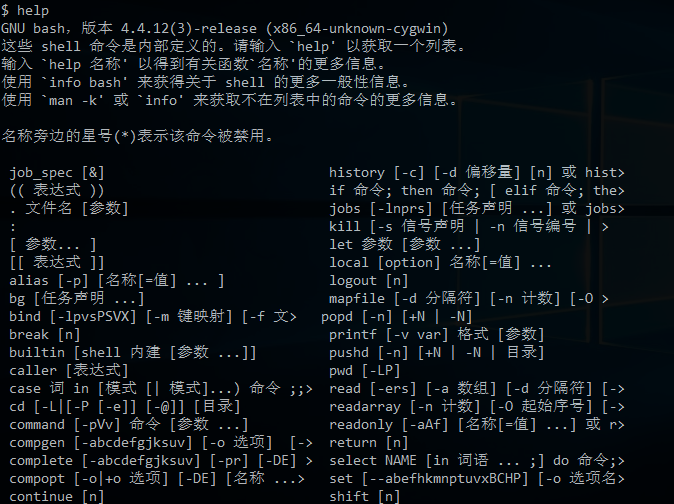 $ help
GNU bash，版本 4.4.12(3)-release (x86_64-unknown-cygwin)
这些 shell 命令是内部定义的。请输入 `help' 以获取一个列表。
输入 `help 名称' 以得到有关函数`名称'的更多信息。
使用 `info bash' 来获得关于 shell 的更多一般性信息。
使用 `man -k' 或 `info' 来获取不在列表中的命令的更多信息。
名称旁边的星号(*)表示该命令被禁用。
job_spec [&] history [-c] [-d 偏移量] [n] 或 hist>
(( 表达式 )) if 命令; then 命令; [ elif 命令; the>
. 文件名 [参数] jobs [-lnprs] [任务声明 ...] 或 jobs>
: kill [-s 信号声明 | -n 信号编号 | >
[ 参数... ] let 参数 [参数 ...]
[[ 表达式 ]] local [option] 名称[=值] ...
alias [-p] [名称[=值] ... ] logout [n]
bg [任务声明 ...] mapfile [-d 分隔符] [-n 计数] [-O >
bind [-lpvsPSVX] [-m 键映射] [-f 文> popd [-n] [+N | -N]
break [n] printf [-v var] 格式 [参数]
builtin [shell 内建 [参数 ...]] pushd [-n] [+N | -N | 目录]
caller [表达式] pwd [-LP]
case 词 in [模式 [| 模式]...) 命令 ;;> read [-ers] [-a 数组] [-d 分隔符] [->
cd [-L|[-P [-e]] [-@]] [目录] readarray [-n 计数] [-O 起始序号] [->
command [-pVv] 命令 [参数 ...] readonly [-aAf] [名称[=值] ...] 或 r>
compgen [-abcdefgjksuv] [-o 选项] [-> return [n]
complete [-abcdefgjksuv] [-pr] [-DE] > select NAME [in 词语 ... ;] do 命令;>
compopt [-o|+o 选项] [-DE] [名称 ...> set [--abefhkmnptuvxBCHP] [-o 选项名>
continue [n] shift [n]